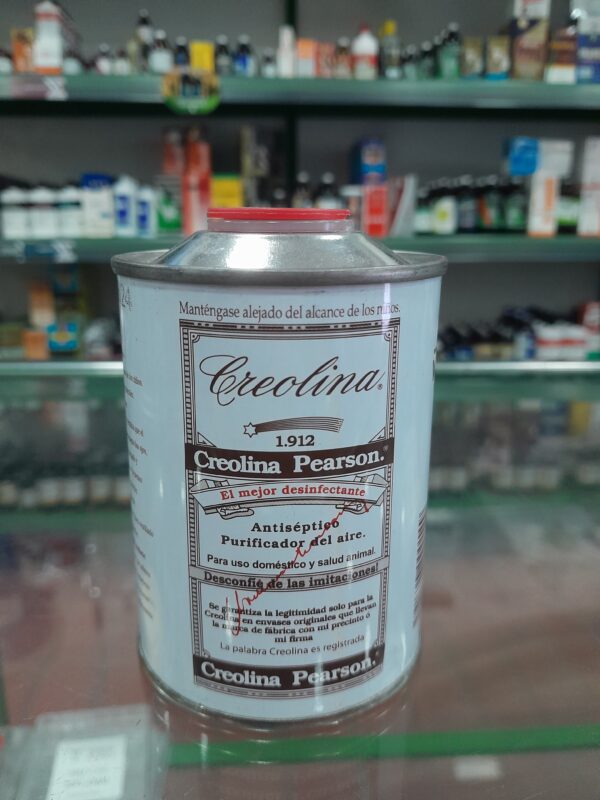 Manténgase alejado del alcance de los niños.
Creolina®
1.912
Creolina Pearson.®
El mejor desinfectante
Antiséptico
Purificador del aire.
Para uso doméstico y salud animal.
Desconfie de las imitaciones!
Se garantiza la legitimidad solo para la
Creolina en envases originales que llevan
la marca de fábrica con mi precinto o
mi firma
La palabra Creolina es registrada
Creolina Pearson.®